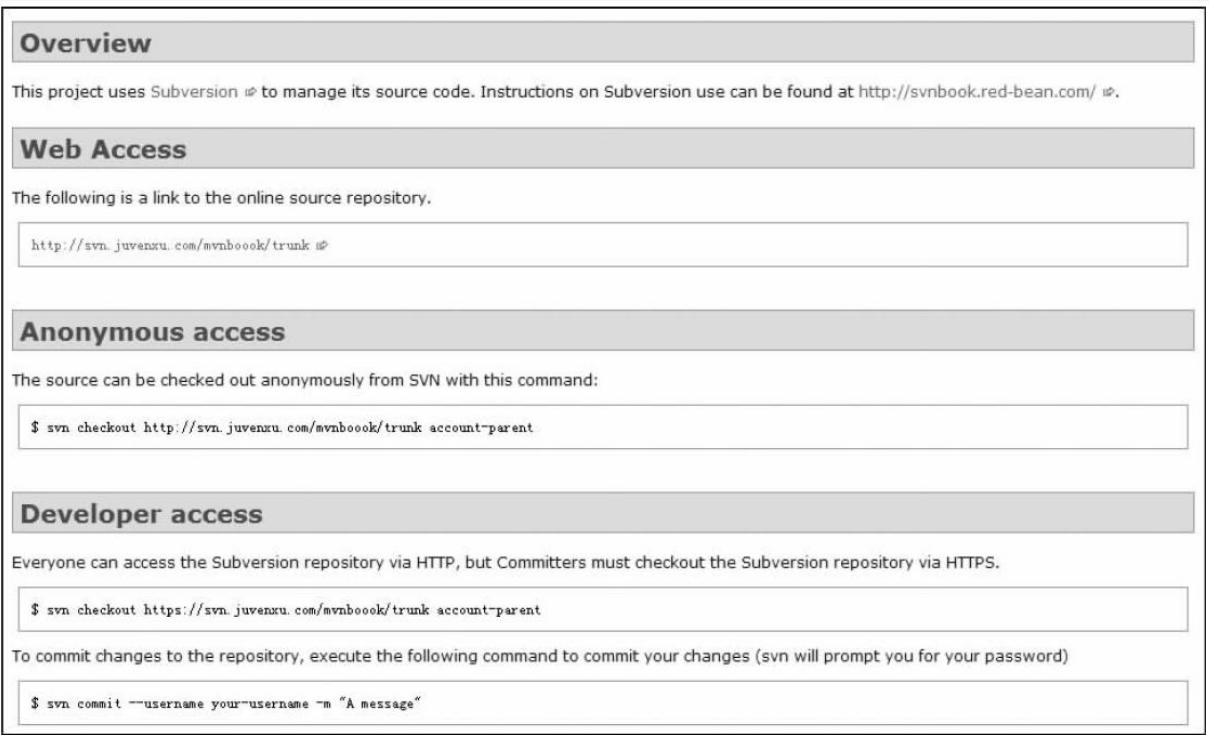 Overview
This project uses Subversion to manage its source code. Instructions on Subversion use can be found at http://svnbook.red-bean.com/ .
Web Access
The following is a link to the online source repository.
http://svn.juvenxu.com/mvnboook/trunk
Anonymous access
The source can be checked out anonymously from SVN with this command:
$ svn checkout http://svn.juvenxu.com/mvnboook/trunk account-parent
Developer access
Everyone can access the Subversion repository via HTTP, but Committers must checkout the Subversion repository via HTTPS.
$ svn checkout https://svn.juvenxu.com/mvnboook/trunk account-parent
To commit changes to the repository, execute the following command to commit your changes (svn will prompt you for your password)
$ svn commit --username your-username -m "A message"